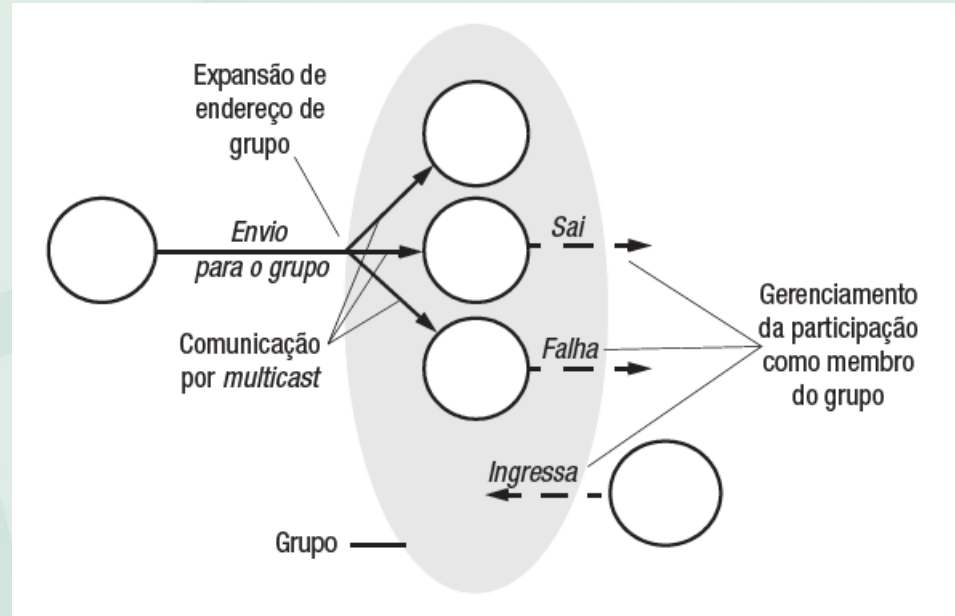 Expansão de
endereço de
grupo
Envio
para o grupo
Comunicação
por multicast
Sai
Falha
Ingressa
Gerenciamento
da participação
como membro
do grupo
Grupo